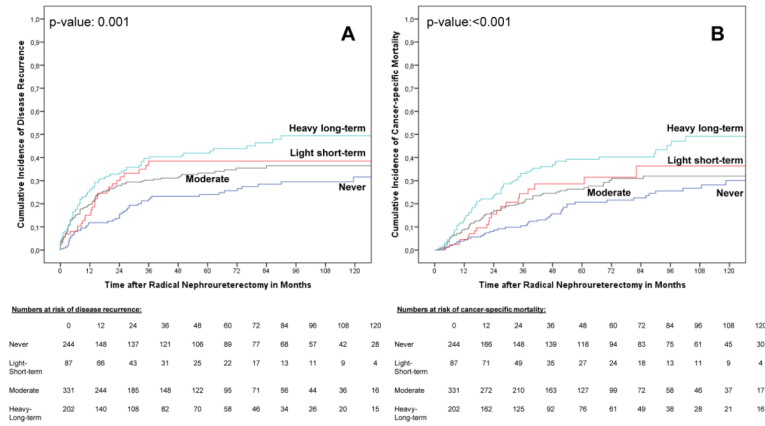 p-value: 0.001
A
Cumulative Incidence of Disease Recurrence
1,0
0,9
0,8
0,7
0,6
0,5
0,4
0,3
0,2
0,1
0,0
Heavy long-term
Light short-term
Moderate
Never
0 12 24 36 48 60 72 84 96 108 120
Time after Radical Nephroureterectomy in Months
Numbers at risk of disease recurrence:
0 12 24 36 48 60 72 84 96 108 120
Never 244 148 137 121 106 89 77 68 57 42 28
Light-
Short-term 87 66 43 31 25 22 17 13 11 9 4
Moderate 331 244 185 148 122 95 71 56 44 36 16
Heavy-
Long-term 202 140 108 82 70 58 46 34 26 20 15
p-value:<0.001
B
Cumulative Incidence of Cancer-specific Mortality
1,0
0,9
0,8
0,7
0,6
0,5
0,4
0,3
0,2
0,1
0,0
Heavy long-term
Light short-term
Moderate
Never
0 12 24 36 48 60 72 84 96 108 120
Time after Radical Nephroureterectomy in Months
Numbers at risk of cancer-specific mortality:
0 12 24 36 48 60 72 84 96 108 120
Never 244 166 148 139 118 94 83 75 61 45 30
Light-
Short-term 87 71 49 35 27 24 18 13 11 9 4
Moderate 331 272 210 163 127 99 72 58 46 37 17
Heavy-
Long-term 202 162 125 92 76 61 49 38 28 21 16